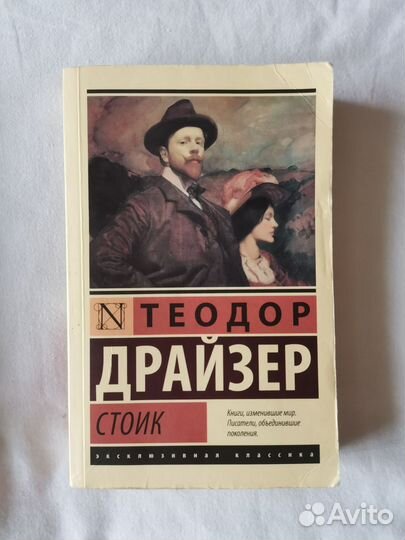 N ТЕОДОР
ДРАЙЗЕР
СТОИК
Книги, изменившие мир.
Писатели, объединившие
поколения.
эксклюзивная классика
Avito